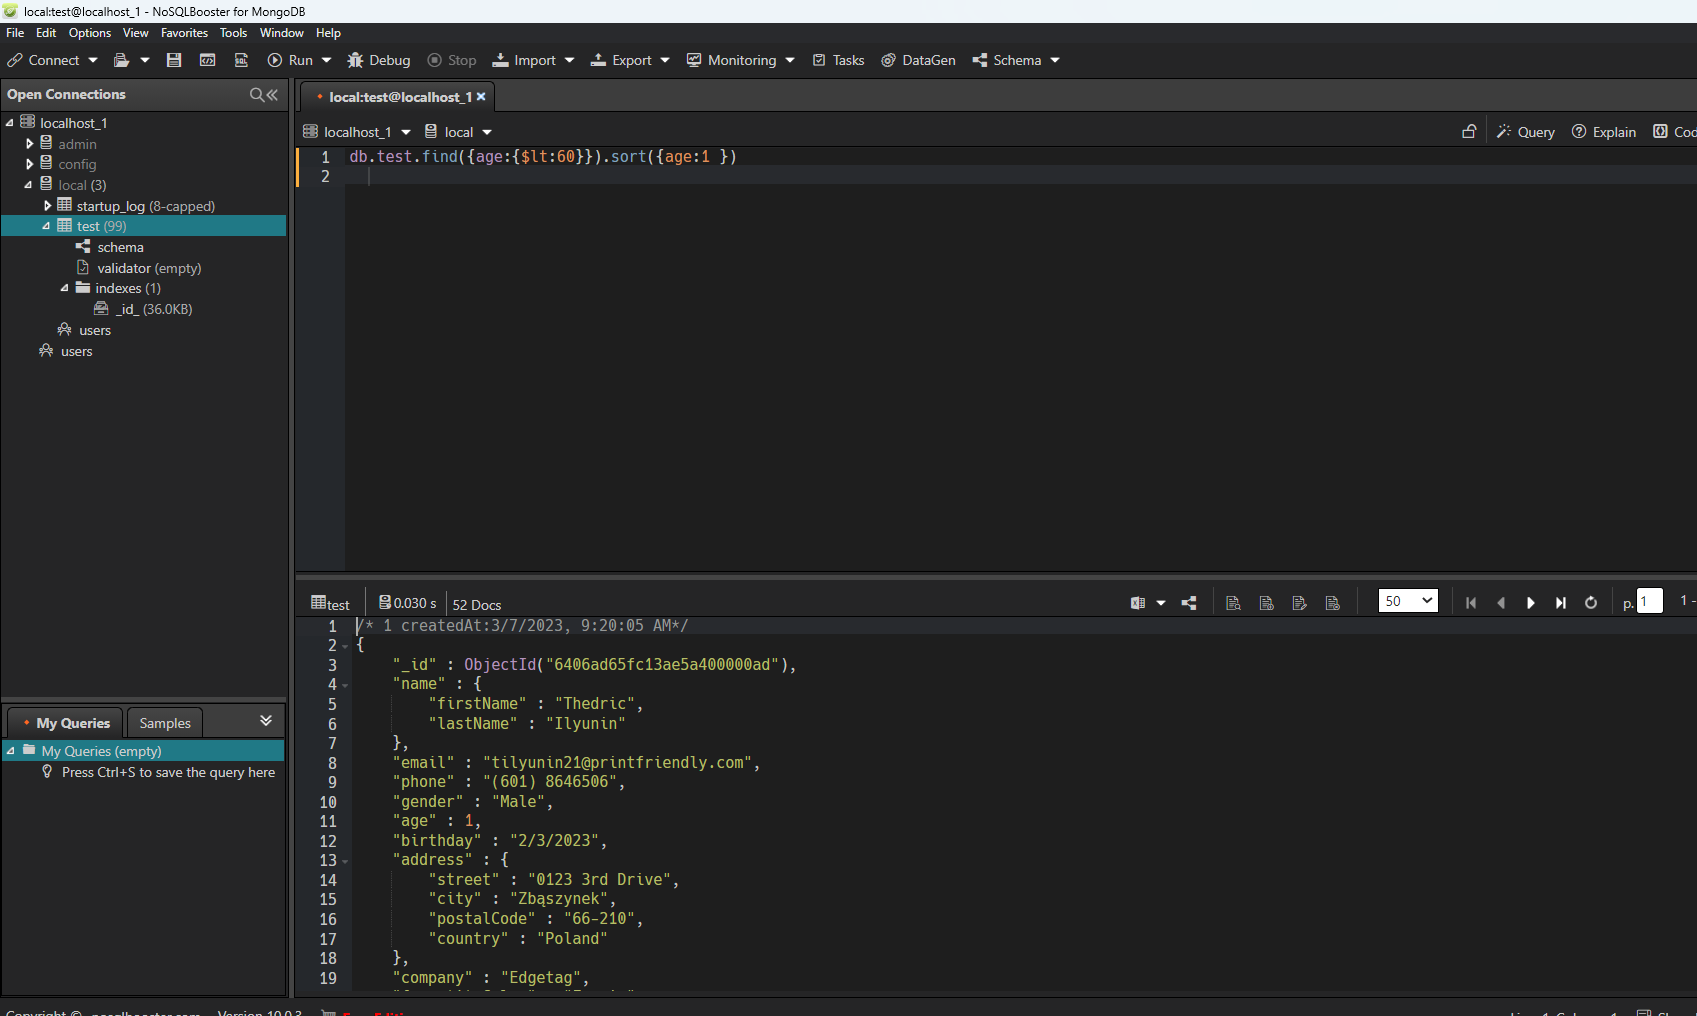 local:test@localhost_1 - NoSQLBooster for MongoDB
File Edit Options View Favorites Tools Window Help
Connect Run Debug Stop Import Export Monitoring Tasks DataGen Schema
Open Connections
localhost_1
admin
config
local (3)
startup_log (8-capped)
test (99)
schema
validator (empty)
indexes (1)
_id_ (36.0KB)
users
users
My Queries Samples
My Queries (empty)
Press Ctrl+S to save the query here
local:test@localhost_1
localhost_1 local Query Explain
1 db.test.find({age:{$lt:60}}).sort({age:1 })
2
test 0.030 s 52 Docs 50 p. 1 1 -
1 /* 1 createdAt:3/7/2023, 9:20:05 AM*/
2 {
3 "_id" : ObjectId("6406ad65fc13ae5a400000ad"),
4 "name" : {
5 "firstName" : "Thedric",
6 "lastName" : "Ilyunin"
7 },
8 "email" : "tilyunin21@printfriendly.com",
9 "phone" : "(601) 8646506",
10 "gender" : "Male",
11 "age" : 1,
12 "birthday" : "2/3/2023",
13 "address" : {
14 "street" : "0123 3rd Drive",
15 "city" : "Zbąszynek",
16 "postalCode" : "66-210",
17 "country" : "Poland"
18 },
19 "company" : "Edgetag",